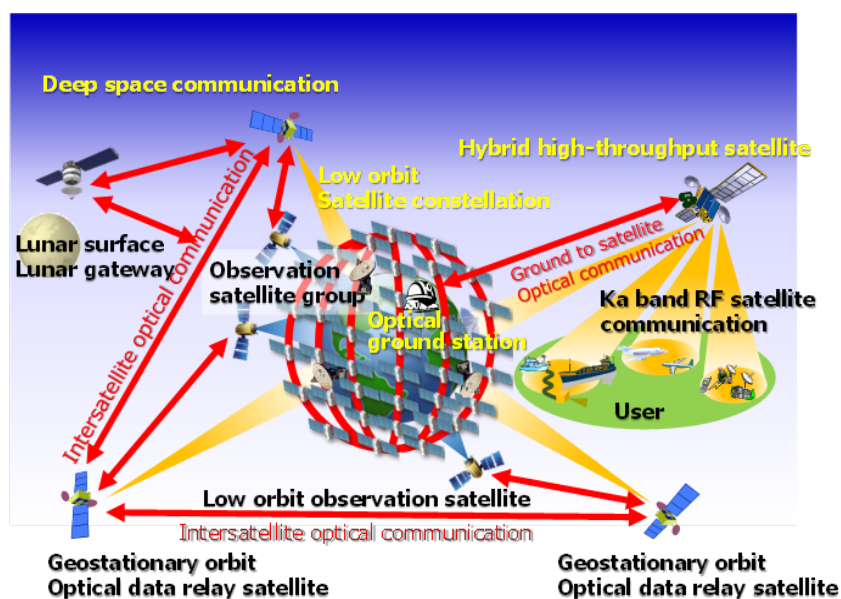 Deep space communication
Hybrid high-throughput satellite
Low orbit
Satellite constellation
Lunar surface
Lunar gateway
Intersatellite optical communication
Observation
satellite group
Ground to satellite
Optical communication
Ka band RF satellite
communication
Optical
ground station
User
Low orbit observation satellite
Intersatellite optical communication
Geostationary orbit
Optical data relay satellite
Geostationary orbit
Optical data relay satellite